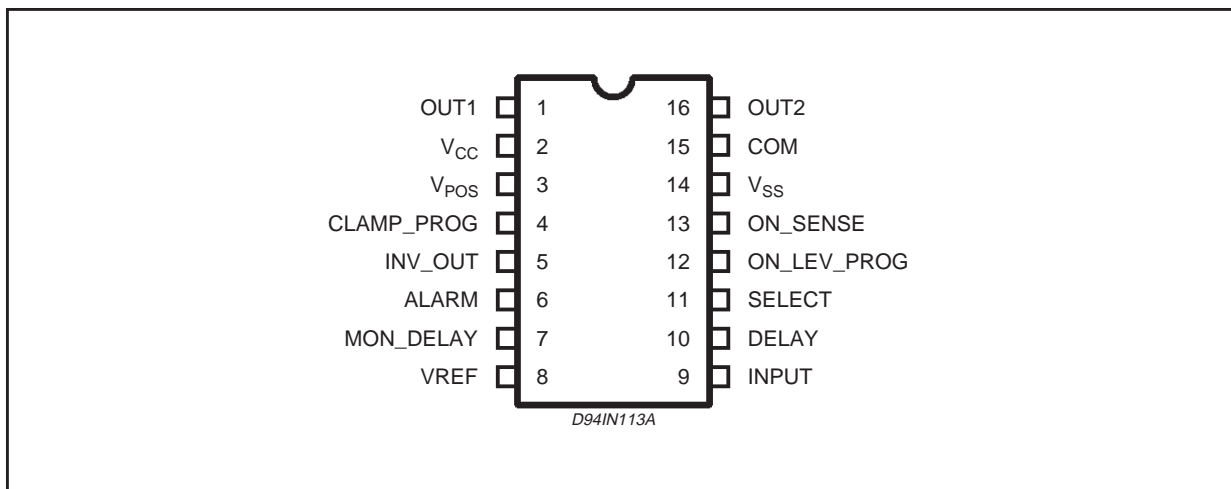 OUT1 1 16 OUT2
VCC 2 15 COM
VPOS 3 14 VSS
CLAMP_PROG 4 13 ON_SENSE
INV_OUT 5 12 ON_LEV_PROG
ALARM 6 11 SELECT
MON_DELAY 7 10 DELAY
VREF 8 9 INPUT
D94IN113A